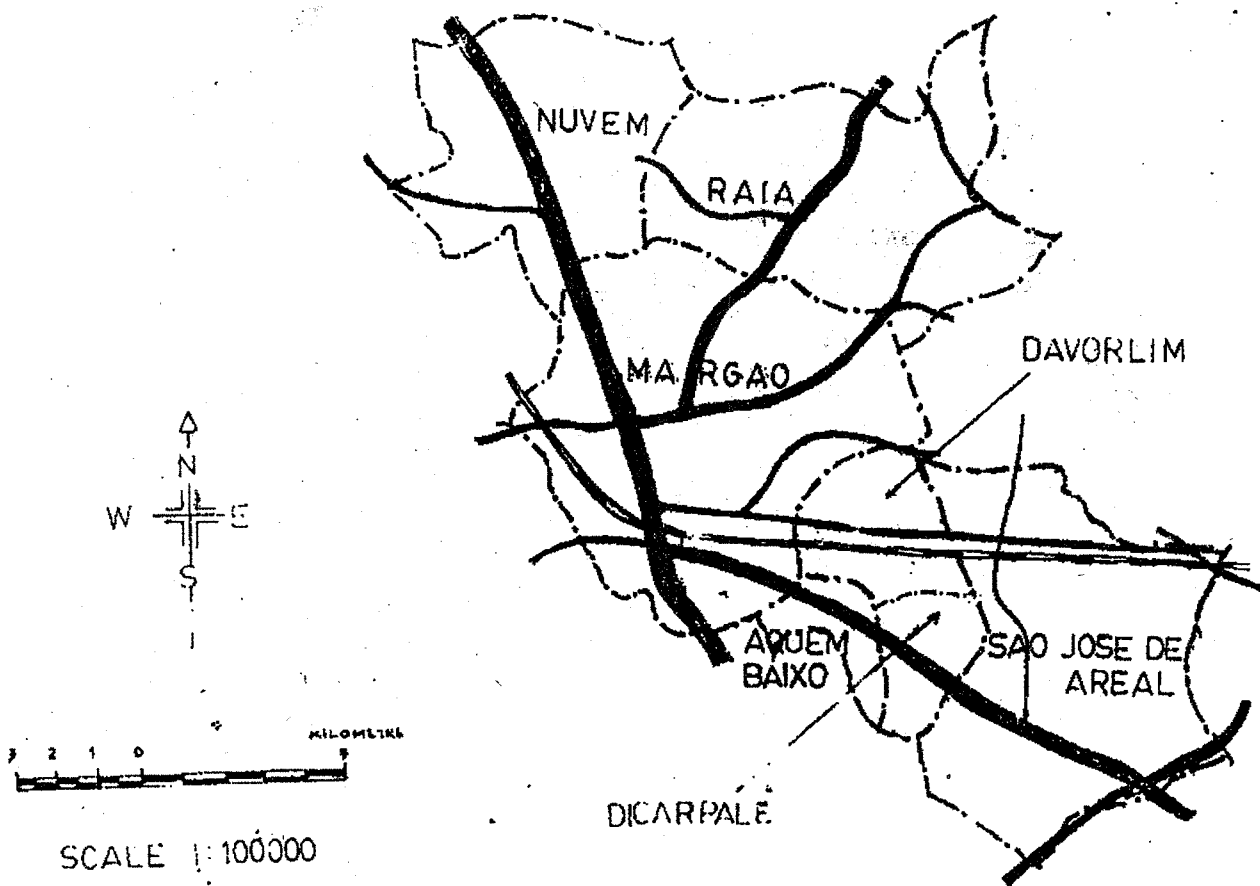 NUVEM
RAIA
MARGAO
DAVORLIM
N
W E
S
AQUEM
BAIXO
SAO JOSE DE
AREAL
KILOMETRE
3 2 1 0 5
DICARPALE
SCALE 1:100000